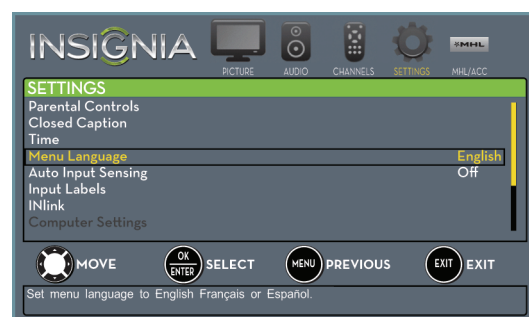 INSIGNIA
PICTURE AUDIO CHANNELS SETTINGS MHL/ACC
MHL
SETTINGS
Parental Controls
Closed Caption
Time
Menu Language English
Auto Input Sensing Off
Input Labels
INlink
Computer Settings
MOVE OK ENTER SELECT MENU PREVIOUS EXIT EXIT
Set menu language to English Français or Español.